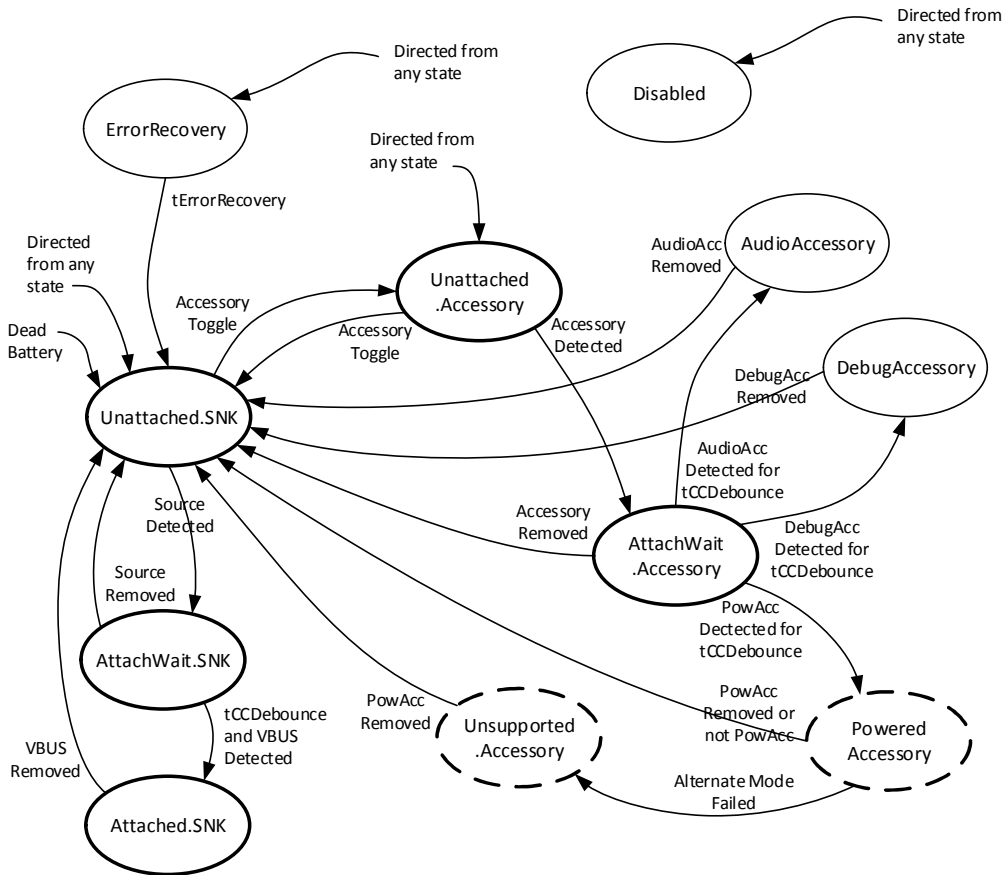 Directed from
any state
Directed from
any state
Disabled
ErrorRecovery
Directed from
any state
tErrorRecovery
Directed
from any
state
Dead
Battery
Accessory
Toggle
Unattached
.Accessory
Accessory
Toggle
Accessory
Detected
AudioAcc
Removed
AudioAccessory
DebugAcc
Removed
DebugAccessory
Unattached.SNK
AudioAcc
Detected for
tCCDebounce
Source
Detected
Accessory
Removed
AttachWait
.Accessory
DebugAcc
Detected for
tCCDebounce
Source
Removed
PowAcc
Dectected for
tCCDebounce
AttachWait.SNK
tCCDebounce
and VBUS
Detected
PowAcc
Removed
Unsupported
.Accessory
PowAcc
Removed or
not PowAcc
Powered
Accessory
VBUS
Removed
Alternate Mode
Failed
Attached.SNK